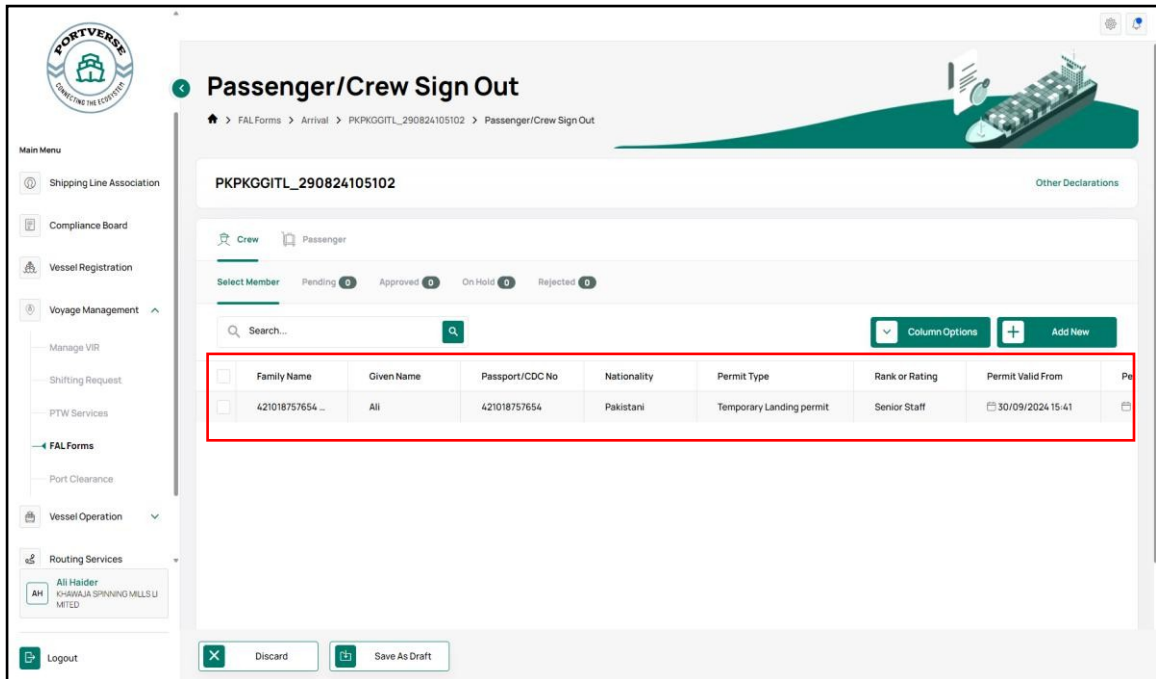 PORTVERSE
CONNECTING THE ECOSYSTEM
Passenger/Crew Sign Out
FAL Forms > Arrival > PKPKGGITL_290824105102 > Passenger/Crew Sign Out
Main Menu
Shipping Line Association
Compliance Board
Vessel Registration
Voyage Management
Manage VIR
Shifting Request
PTW Services
FAL Forms
Port Clearance
Vessel Operation
Routing Services
AH
Ali Haider
KHAWAJA SPINNING MILLS LI
MITED
Logout
PKPKGGITL_290824105102 Other Declarations
Crew Passenger
Select Member Pending 0 Approved 0 On Hold 0 Rejected 0
Search... Column Options Add New
Family Name Given Name Passport/CDC No Nationality Permit Type Rank or Rating Permit Valid From Pe
421018757654 ... Ali 421018757654 Pakistani Temporary Landing permit Senior Staff 30/09/2024 15:41
Discard Save As Draft